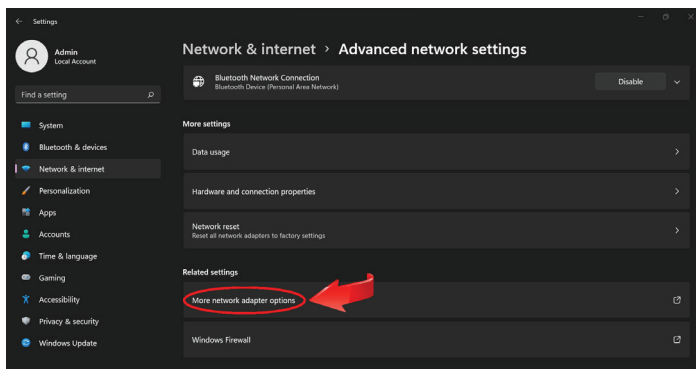 Settings
Admin
Local Account
Find a setting
System
Bluetooth & devices
Network & internet
Personalization
Apps
Accounts
Time & language
Gaming
Accessibility
Privacy & security
Windows Update
Network & internet › Advanced network settings
Bluetooth Network Connection
Bluetooth Device (Personal Area Network)
Disable
More settings
Data usage
Hardware and connection properties
Network reset
Reset all network adapters to factory settings
Related settings
More network adapter options
Windows Firewall